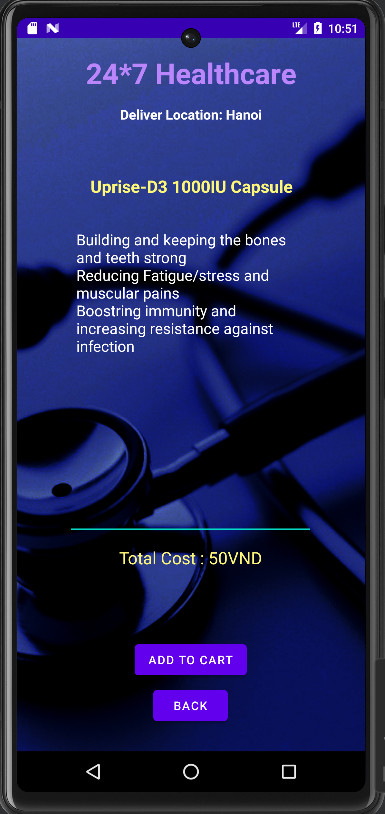 LTE 10:51
24*7 Healthcare
Deliver Location: Hanoi
Uprise-D3 1000IU Capsule
Building and keeping the bones
and teeth strong
Reducing Fatigue/stress and
muscular pains
Boostring immunity and
increasing resistance against
infection
Total Cost : 50VND
ADD TO CART
BACK